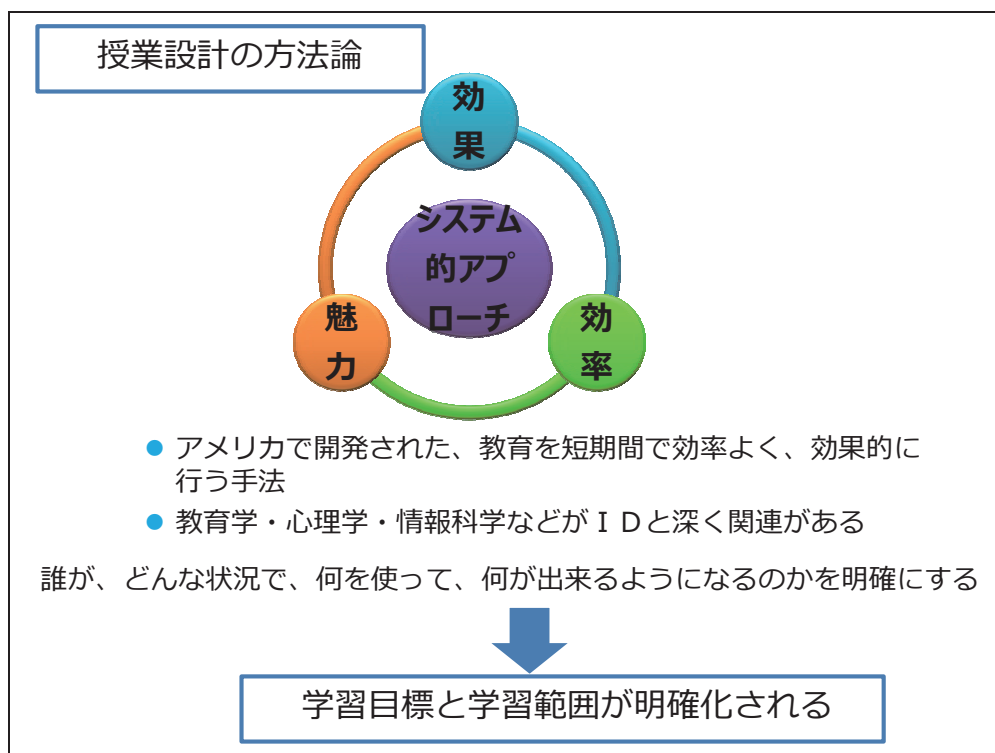 授業設計の方法論
効
果
システム
的アプ
ローチ
魅
力
効
率
アメリカで開発された、教育を短期間で効率よく、効果的に
行う手法
教育学・心理学・情報科学などがＩＤと深く関連がある
誰が、どんな状況で、何を使って、何が出来るようになるのかを明確にする
学習目標と学習範囲が明確化される